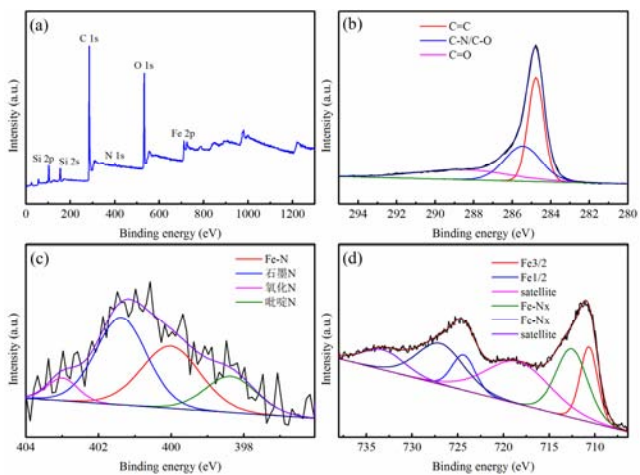 (a)
C 1s
O 1s
Fe 2p
Si 2p
Si 2s
N 1s
Intensity (a.u.)
0 200 400 600 800 1000 1200
Binding energy (eV)
(b)
C=C
C-N/C-O
C=O
Intensity (a.u.)
294 292 290 288 286 284 282 280
Binding energy (eV)
(c)
Fe-N
石墨N
氧化N
吡啶N
Intensity (a.u.)
404 402 400 398
Binding energy (eV)
(d)
Fe3/2
Fe1/2
satellite
Fe-Nx
Fe-Nx
satellite
Intensity (a.u.)
735 730 725 720 715 710
Binding energy (eV)